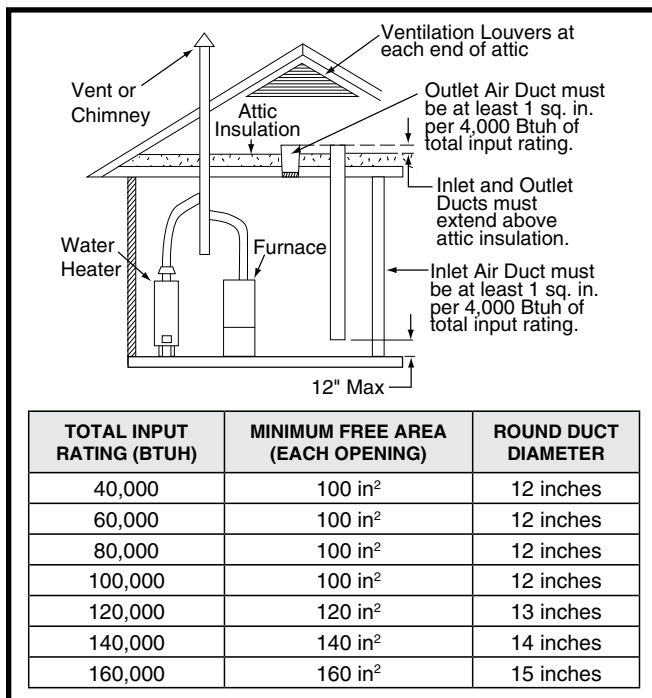 Ventilation Louvers at
each end of attic
Vent or
Chimney
Attic
Insulation
Outlet Air Duct must
be at least 1 sq. in.
per 4,000 Btuh of
total input rating.
Inlet and Outlet
Ducts must
extend above
attic insulation.
Water
Heater
Furnace
Inlet Air Duct must
be at least 1 sq. in.
per 4,000 Btuh of
total input rating.
12" Max
TOTAL INPUT
RATING (BTUH)
MINIMUM FREE AREA
(EACH OPENING)
ROUND DUCT
DIAMETER
40,000 100 in² 12 inches
60,000 100 in² 12 inches
80,000 100 in² 12 inches
100,000 100 in² 12 inches
120,000 120 in² 13 inches
140,000 140 in² 14 inches
160,000 160 in² 15 inches